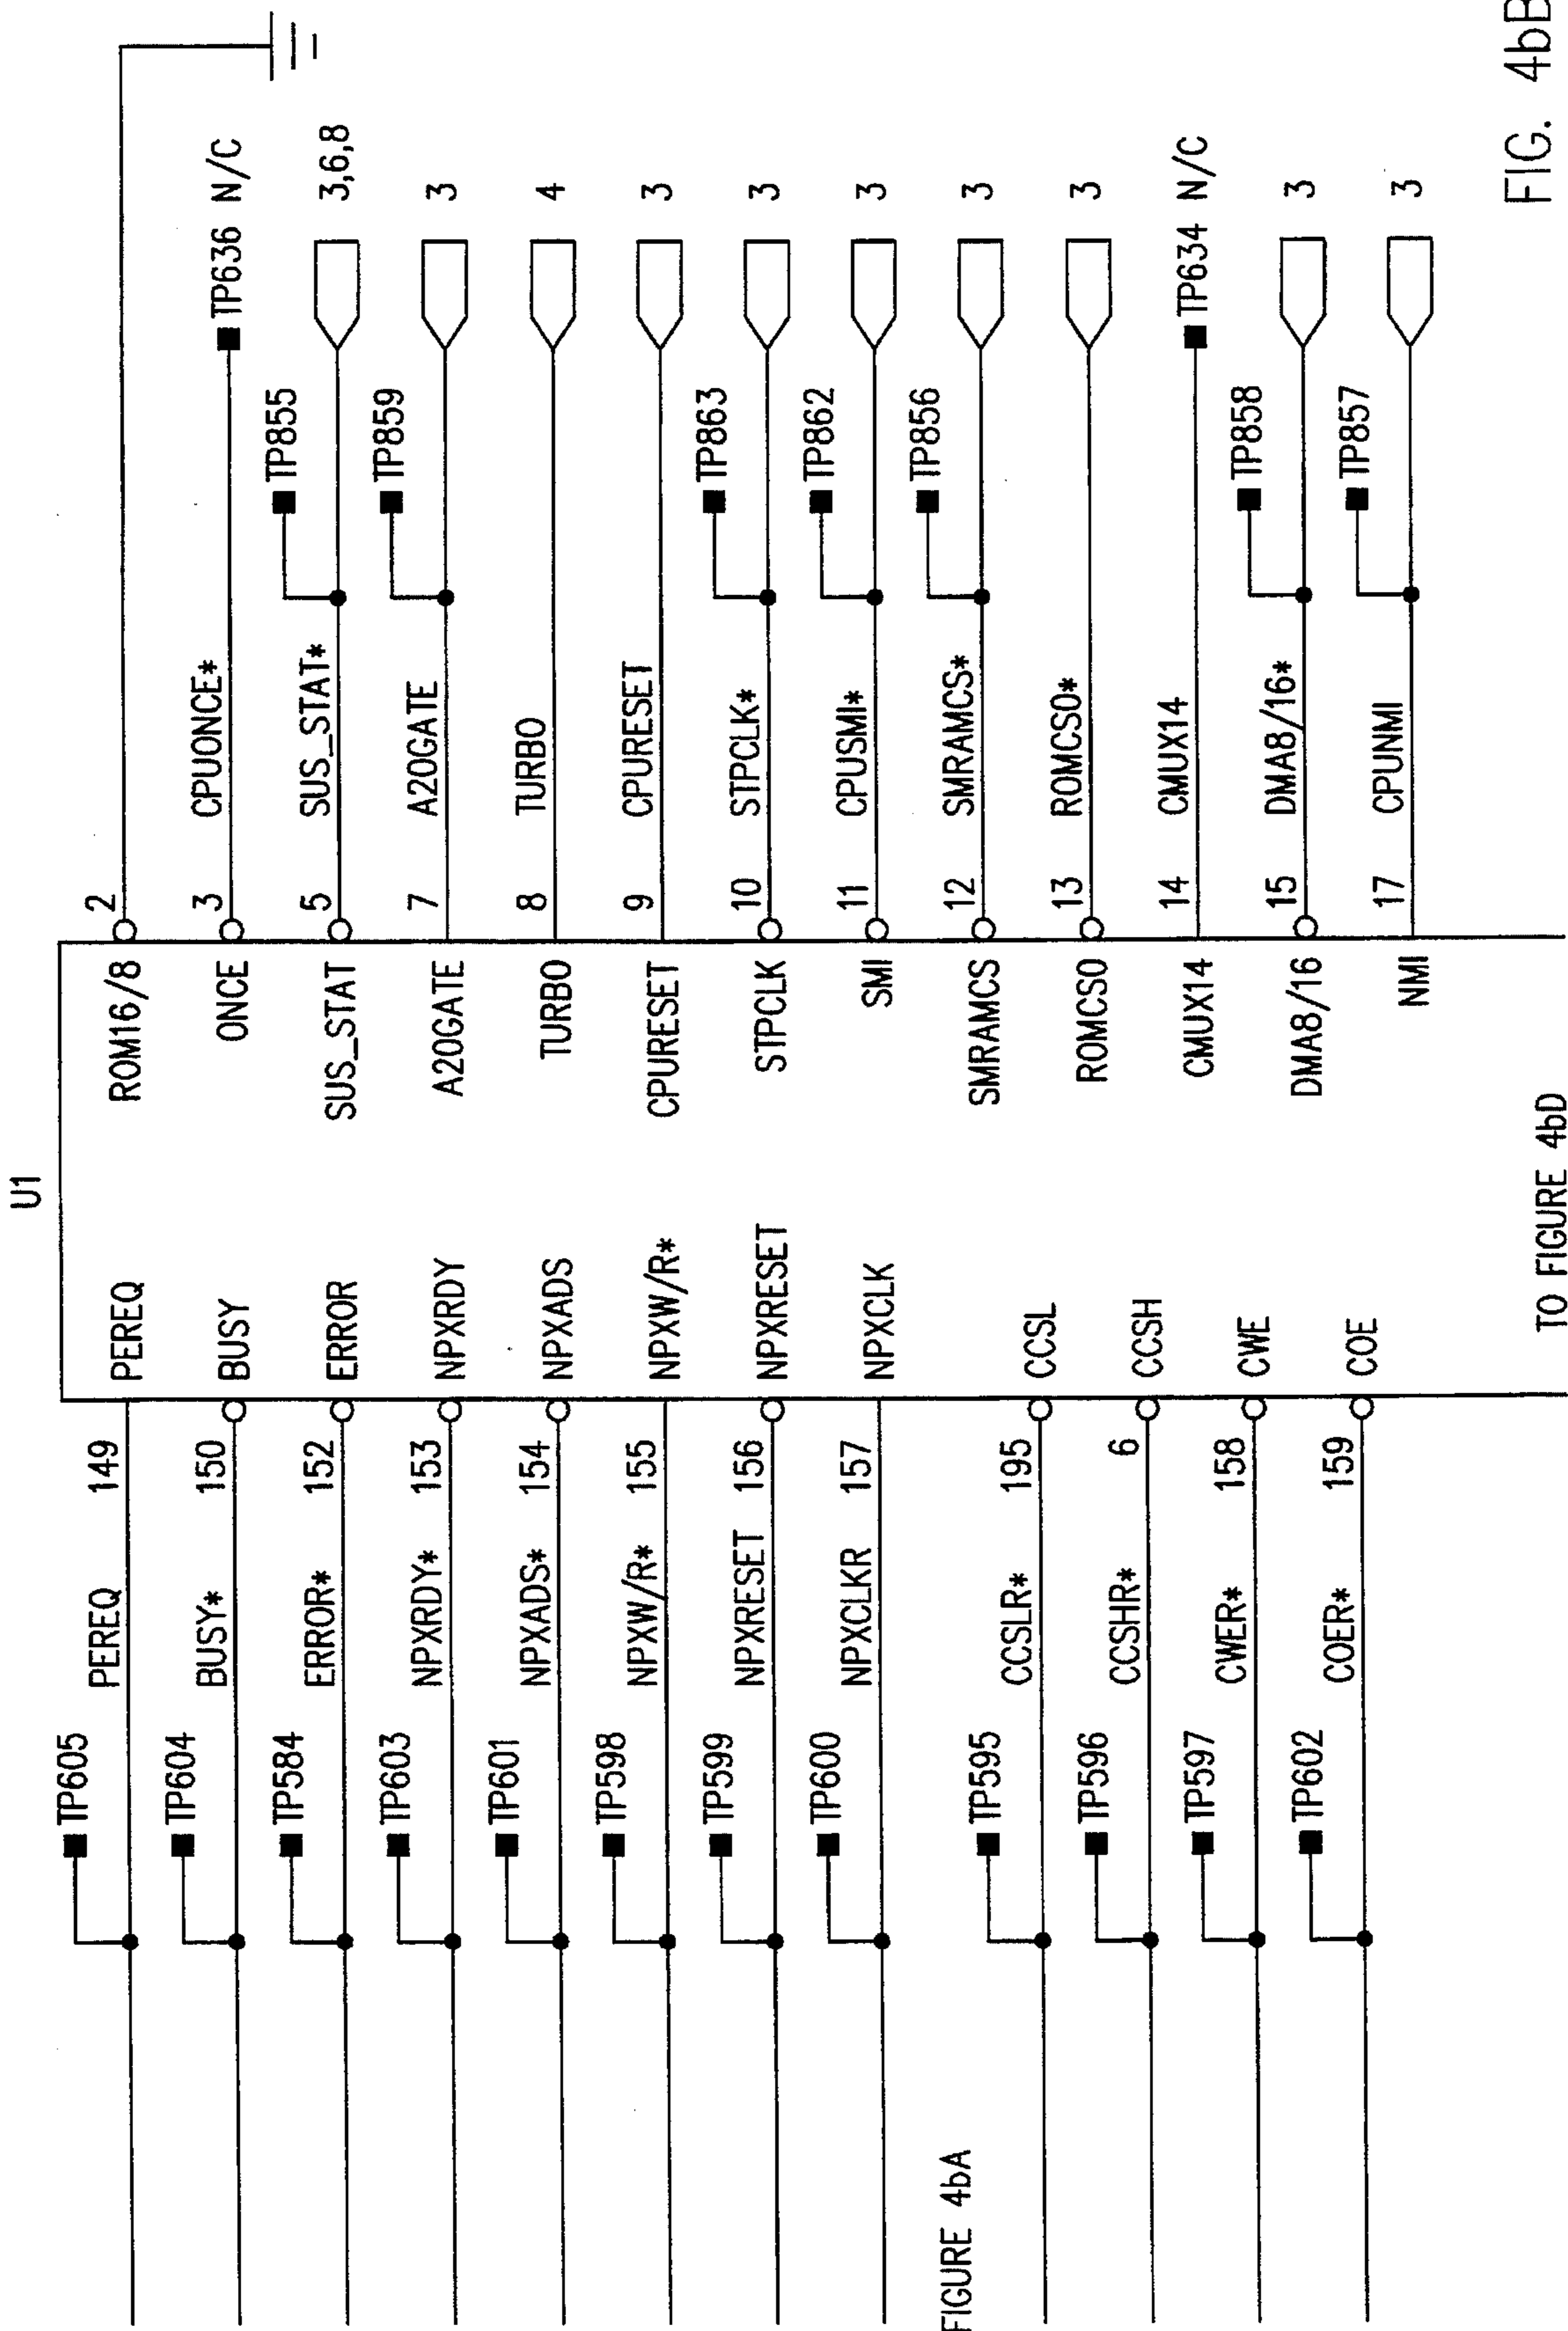 U1
TP605 PEREQ 149 PEREQ ROM16/8 2
TP604 BUSY* 150 BUSY ONCE 3 CPUONCE* TP636 N/C
TP584 ERROR* 152 ERROR SUS_STAT 5 SUS_STAT* TP855 3,6,8
TP603 NPXRDY* 153 NPXRDY A20GATE 7 A20GATE TP859 3
TP601 NPXADS* 154 NPXADS TURBO 8 TURBO 4
TP598 NPXW/R* 155 NPXW/R* CPURESET 9 CPURESET 3
TP599 NPXRESET 156 NPXRESET STPCLK 10 STPCLK* TP863 3
TP600 NPXCLKR 157 NPXCLK SMI 11 CPUSMI* TP862 3
SMRAMCS 12 SMRAMCS* TP856 3
FIGURE 4bA
TP595 CCSLR* 195 CCSL ROMCS0 13 ROMCS0* 3
TP596 CCSHR* 6 CCSH CMUX14 14 CMUX14 TP634 N/C
TP597 CWER* 158 CWE DMA8/16 15 DMA8/16* TP858 3
TP602 COER* 159 COE NMI 17 CPUNMI TP857 3
TO FIGURE 4bD
FIG. 4bB